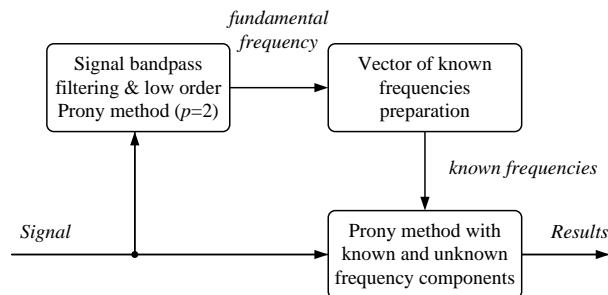 fundamental
frequency
Signal bandpass
filtering & low order
Prony method (p=2)
Vector of known
frequencies
preparation
known frequencies
Signal
Prony method with
known and unknown
frequency components
Results